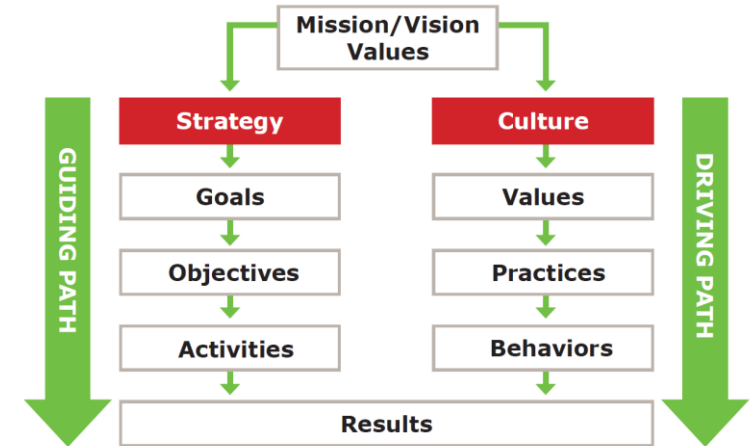 Mission/Vision
Values
Strategy
Culture
GUIDING PATH
DRIVING PATH
Goals
Values
Objectives
Practices
Activities
Behaviors
Results